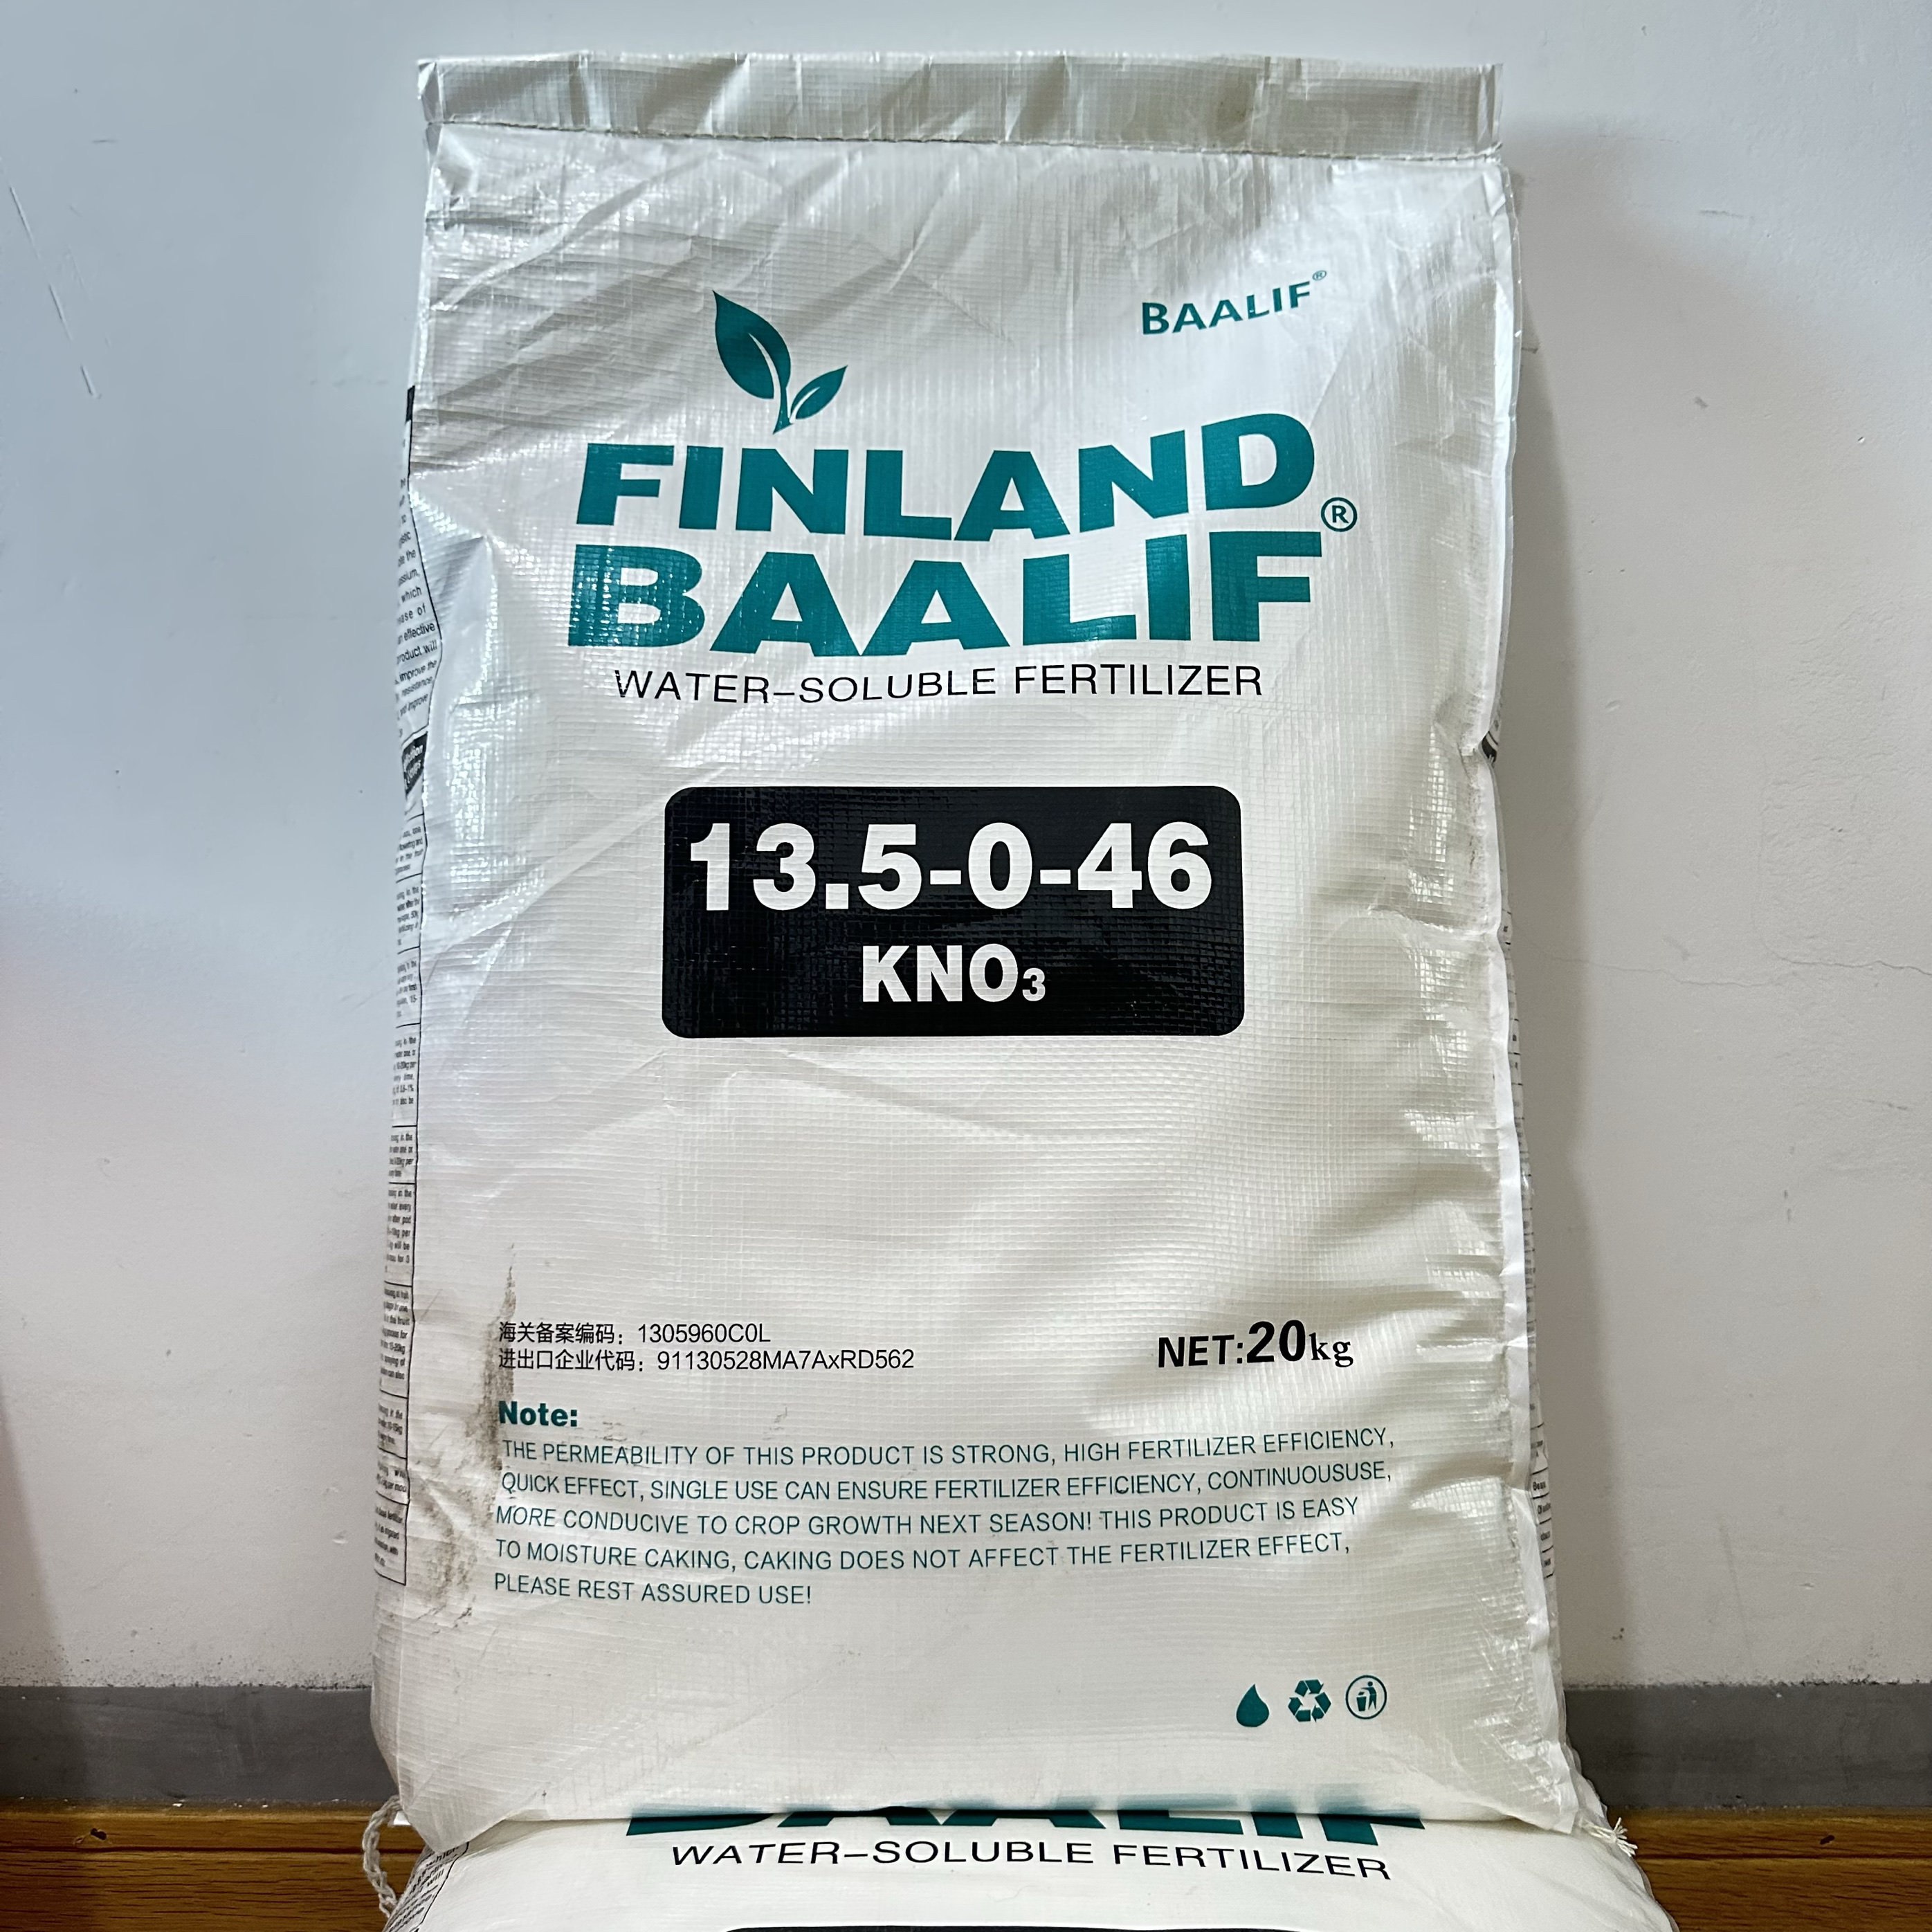 BAALIF®
FINLAND
BAALIF®
WATER-SOLUBLE FERTILIZER
13.5-0-46
KNO₃
海关备案编码：1305960C0L
进出口企业代码：91130528MA7AxRD562
NET:20kg
Note:
THE PERMEABILITY OF THIS PRODUCT IS STRONG, HIGH FERTILIZER EFFICIENCY,
QUICK EFFECT, SINGLE USE CAN ENSURE FERTILIZER EFFICIENCY, CONTINUOUSUSE,
MORE CONDUCIVE TO CROP GROWTH NEXT SEASON! THIS PRODUCT IS EASY
TO MOISTURE CAKING, CAKING DOES NOT AFFECT THE FERTILIZER EFFECT,
PLEASE REST ASSURED USE!
BAALIF
WATER-SOLUBLE FERTILIZER